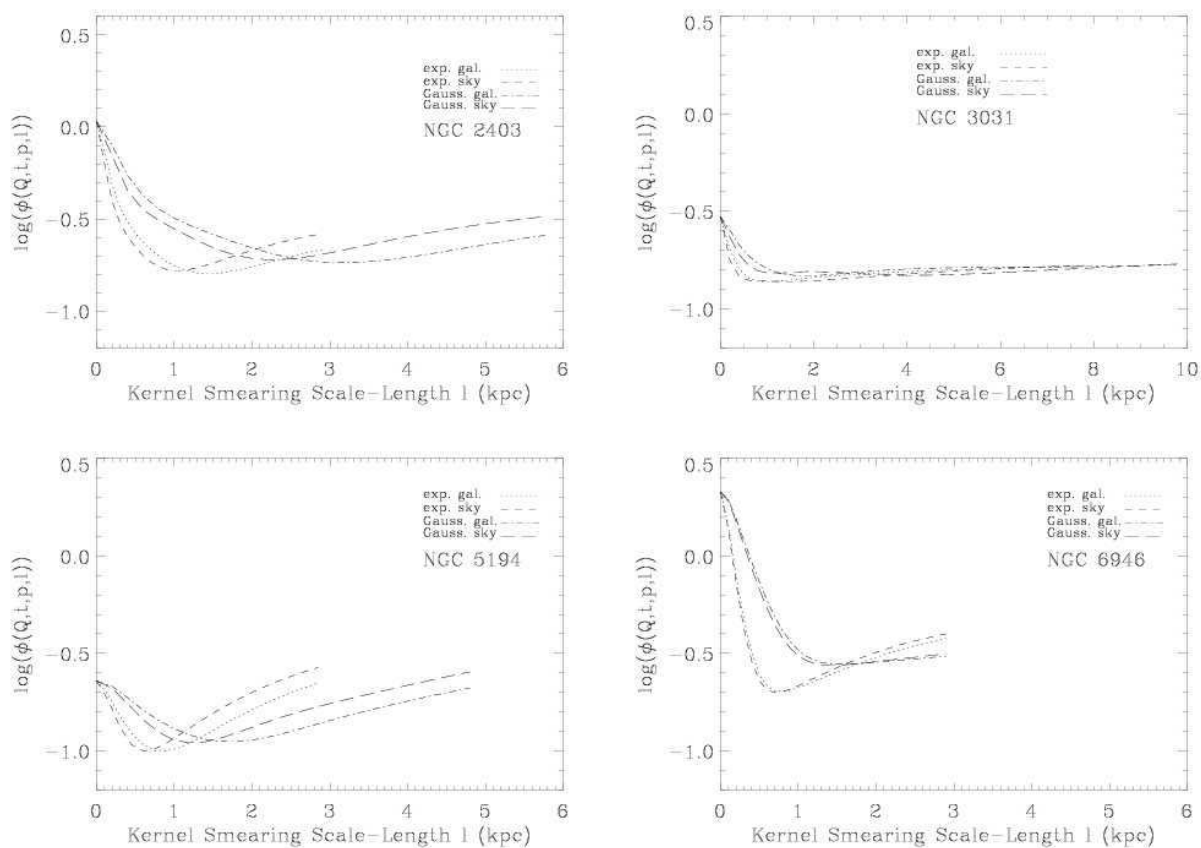 0.5
0.0
−0.5
−1.0
log(ϕ(Q,t,p,l))
exp. gal.
exp. sky
Gauss. gal.
Gauss. sky
NGC 2403
0 1 2 3 4 5 6
Kernel Smearing Scale−Length l (kpc)
0.5
0.0
−0.5
−1.0
log(ϕ(Q,t,p,l))
exp. gal.
exp. sky
Gauss. gal.
Gauss. sky
NGC 3031
0 2 4 6 8 10
Kernel Smearing Scale−Length l (kpc)
0.5
0.0
−0.5
−1.0
log(ϕ(Q,t,p,l))
exp. gal.
exp. sky
Gauss. gal.
Gauss. sky
NGC 5194
0 1 2 3 4 5 6
Kernel Smearing Scale−Length l (kpc)
0.5
0.0
−0.5
−1.0
log(ϕ(Q,t,p,l))
exp. gal.
exp. sky
Gauss. gal.
Gauss. sky
NGC 6946
0 1 2 3 4 5 6
Kernel Smearing Scale−Length l (kpc)